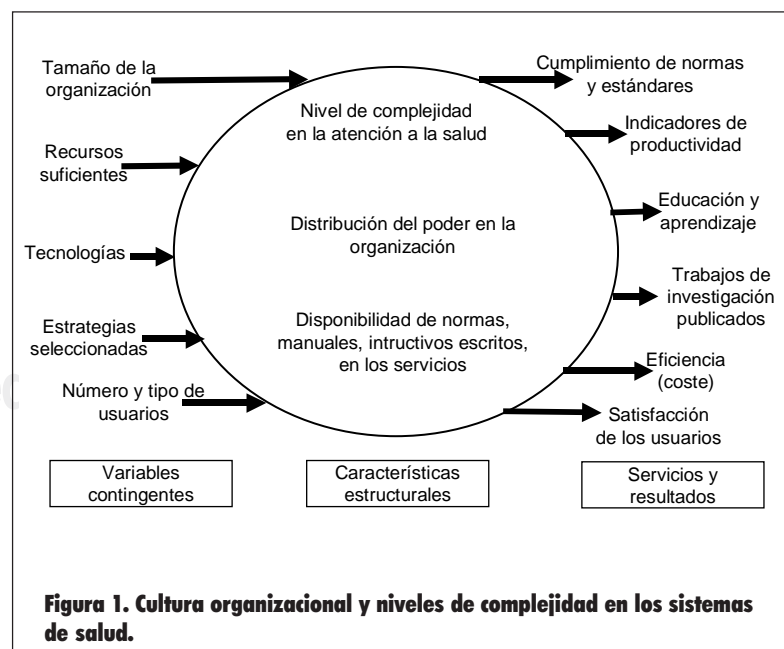 Tamaño de la
organización
Recursos
suficientes
Tecnologías
Estrategias
seleccionadas
Número y tipo de
usuarios
Variables
contingentes
Nivel de complejidad
en la atención a la salud
Distribución del poder en la
organización
Disponibilidad de normas,
manuales, intructivos escritos,
en los servicios
Características
estructurales
Cumplimiento de normas
y estándares
Indicadores de
productividad
Educación y
aprendizaje
Trabajos de
investigación
publicados
Eficiencia
(coste)
Satisfacción
de los usuarios
Servicios y
resultados
Figura 1. Cultura organizacional y niveles de complejidad en los sistemas
de salud.